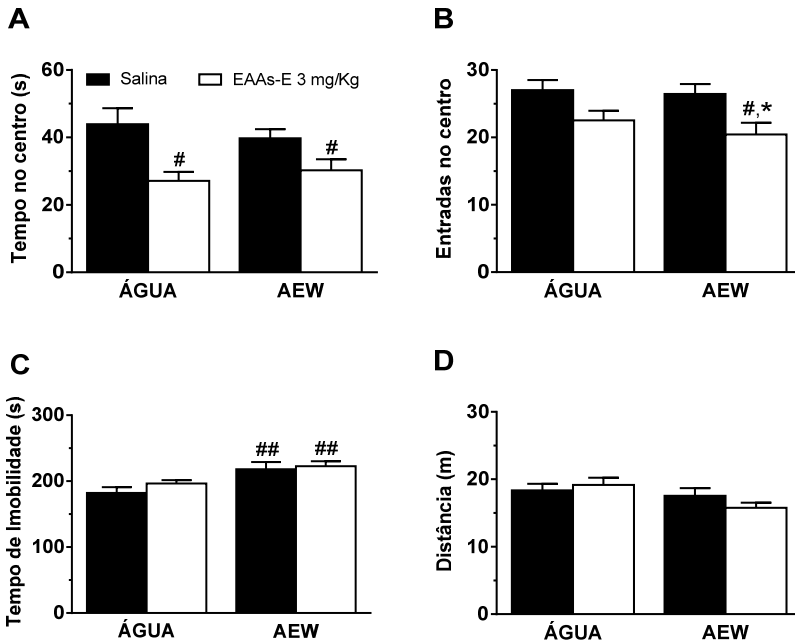 A
Tempo no centro (s)
60
40
20
0
Salina
EAAs-E 3 mg/Kg
#
#
ÁGUA
AEW
B
Entradas no centro
30
20
10
0
#,*
ÁGUA
AEW
C
Tempo de Imobilidade (s)
300
200
100
0
##
##
ÁGUA
AEW
D
Distância (m)
30
20
10
0
ÁGUA
AEW